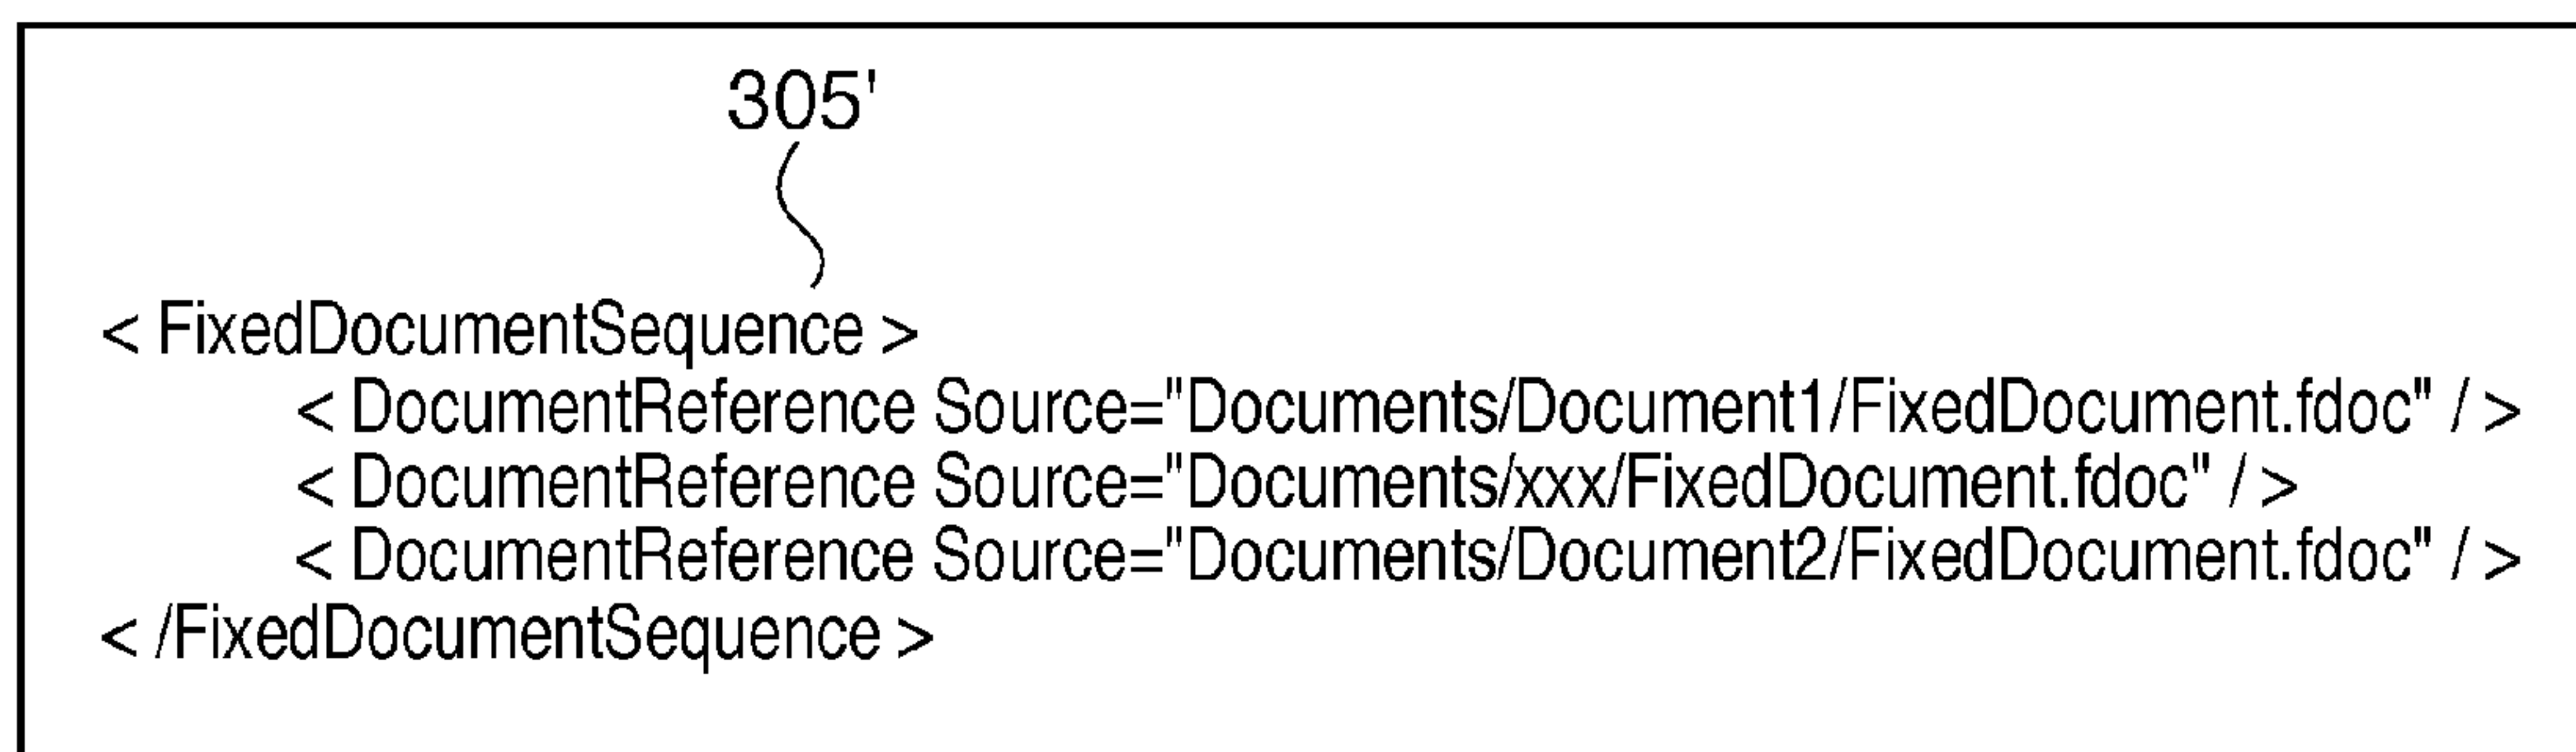 305'
< FixedDocumentSequence >
< DocumentReference Source="Documents/Document1/FixedDocument.fdoc" / >
< DocumentReference Source="Documents/xxx/FixedDocument.fdoc" / >
< DocumentReference Source="Documents/Document2/FixedDocument.fdoc" / >
< /FixedDocumentSequence >